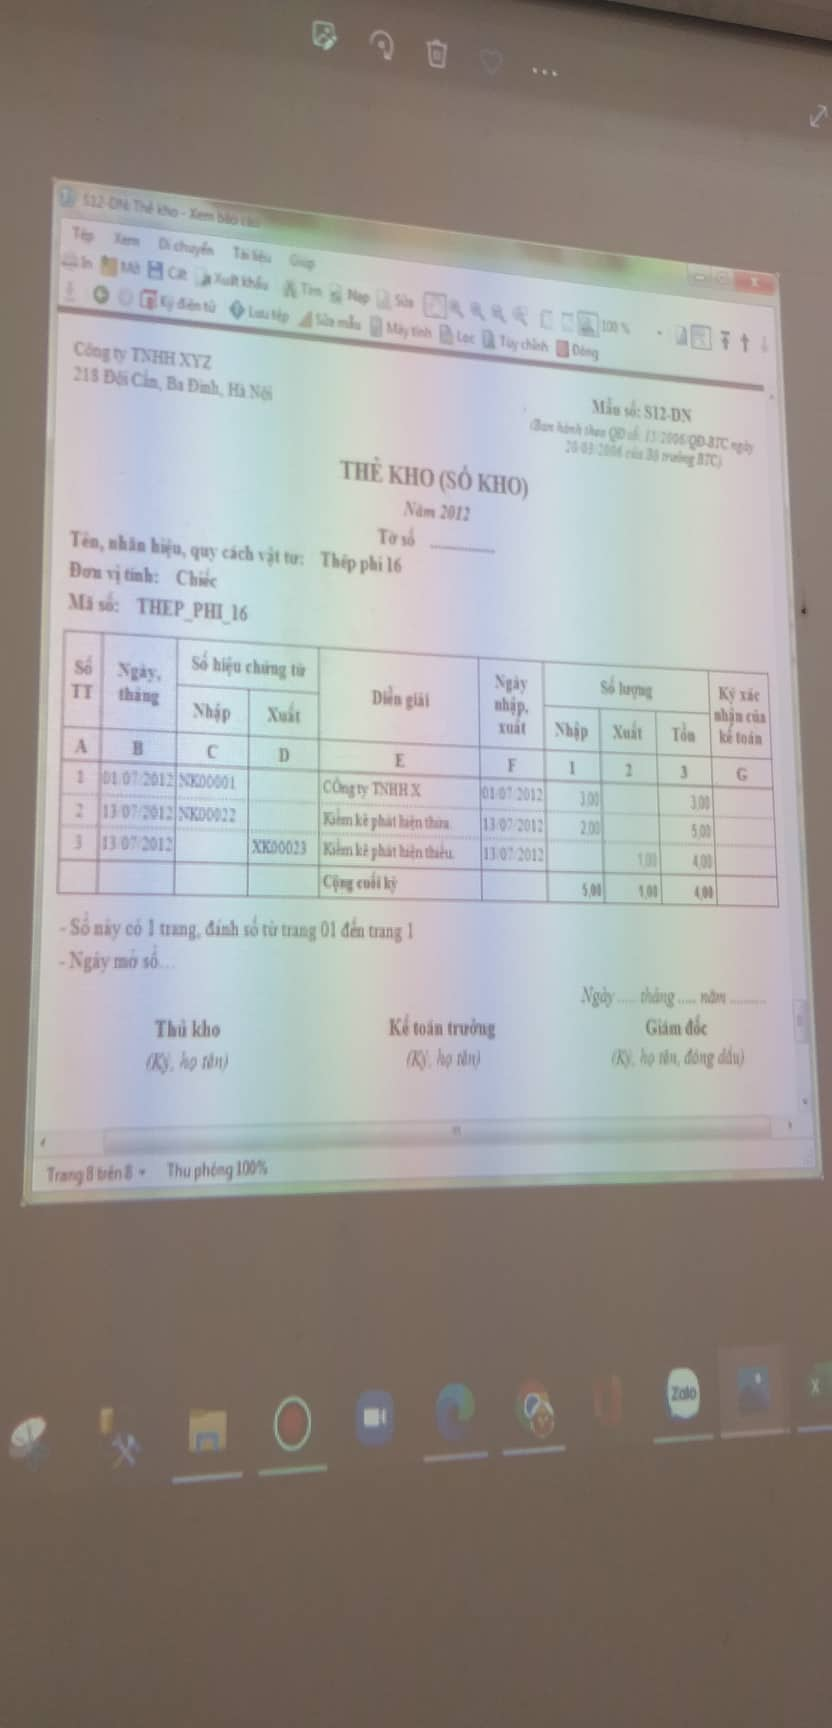 S12-DN: Thẻ kho - Xem báo cáo
Tệp Xem Di chuyển Tài liệu Giúp
In Mở Cất Xuất khẩu Tìm Nạp Sửa 100 %
Ký điện tử Lưu tệp Sửa mẫu Máy tính Lọc Tùy chỉnh Đóng
Công ty TNHH XYZ
218 Đội Cấn, Ba Đình, Hà Nội
Mẫu số: S12-DN
(Ban hành theo QĐ số: 15/2006/QĐ-BTC ngày
20/03/2006 của Bộ trưởng BTC)
THẺ KHO (SỔ KHO)
Năm 2012
Tờ số
Tên, nhãn hiệu, quy cách vật tư: Thép phi 16
Đơn vị tính: Chiếc
Mã số: THEP_PHI_16
Số TT Ngày, tháng Số hiệu chứng từ Diễn giải Ngày nhập, xuất Số lượng Ký xác nhận của kế toán
Nhập Xuất Nhập Xuất Tồn
A B C D E F 1 2 3 G
1 01/07/2012 NK00001 CÔng ty TNHH X 01/07/2012 3,00 3,00
2 13/07/2012 NK00022 Kiểm kê phát hiện thừa. 13/07/2012 2,00 5,00
3 13/07/2012 XK00023 Kiểm kê phát hiện thiếu. 13/07/2012 1,00 4,00
Cộng cuối kỳ 5,00 1,00 4,00
- Sổ này có 1 trang, đánh số từ trang 01 đến trang 1
- Ngày mở sổ...
Ngày .... tháng ..... năm ..........
Thủ kho Kế toán trưởng Giám đốc
(Ký, họ tên) (Ký, họ tên) (Ký, họ tên, đóng dấu)
Trang 8 trên 8 Thu phóng 100%
Zalo